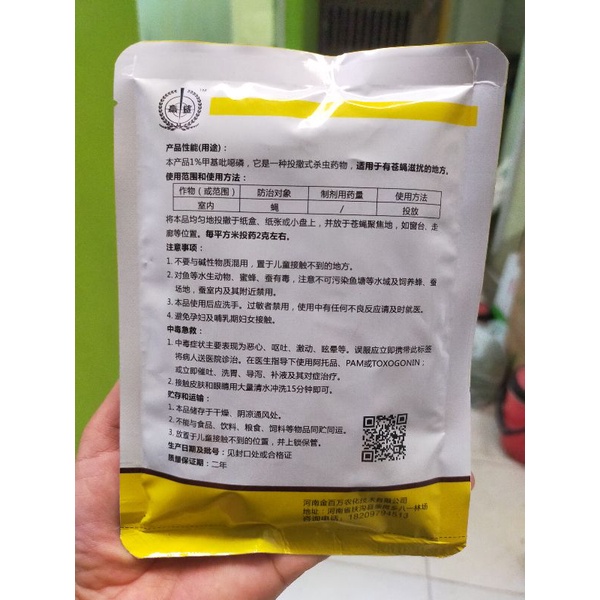 产品性能(用途)：
本产品1%甲基吡噁磷，它是一种投撒式杀虫药物，适用于有苍蝇滋扰的地方。
使用范围和使用方法：
作物（或范围） 防治对象 制剂用药量 使用方法
室内 蝇 / 投放
将本品均匀地投撒于纸盒、纸张或小盘上，并放于苍蝇聚焦地，如窗台、走
廊等位置。每平方米投药2克左右。
注意事项：
1. 不要与碱性物质混用，置于儿童接触不到的地方。
2. 对鱼等水生动物、蜜蜂、蚕有毒，注意不可污染鱼塘等水域及饲养蜂、蚕
场地，蚕室内及其附近禁用。
3. 本品使用后应洗手。过敏者禁用，使用中有任何不良反应请及时就医。
4. 避免孕妇及哺乳期妇女接触。
中毒急救：
1. 中毒症状主要表现为恶心、呕吐、激动、眩晕等。误服应立即携带此标签
将病人送医院诊治。在医生指导下使用阿托品、PAM或TOXOGONIN；
或立即催吐、洗胃、导泻、补液及其对症治疗。
2. 接触皮肤和眼睛用大量清水冲洗15分钟即可。
贮存和运输：
1. 本品储存于干燥、阴凉通风处。
2. 不能与食品、饮料、粮食、饲料等物品同贮同运。
3. 放置于儿童接触不到的位置，并上锁保管。
生产日期及批号：见封口处或合格证
质量保证期：二年
河南金百万农化技术有限公司
咨询电话：